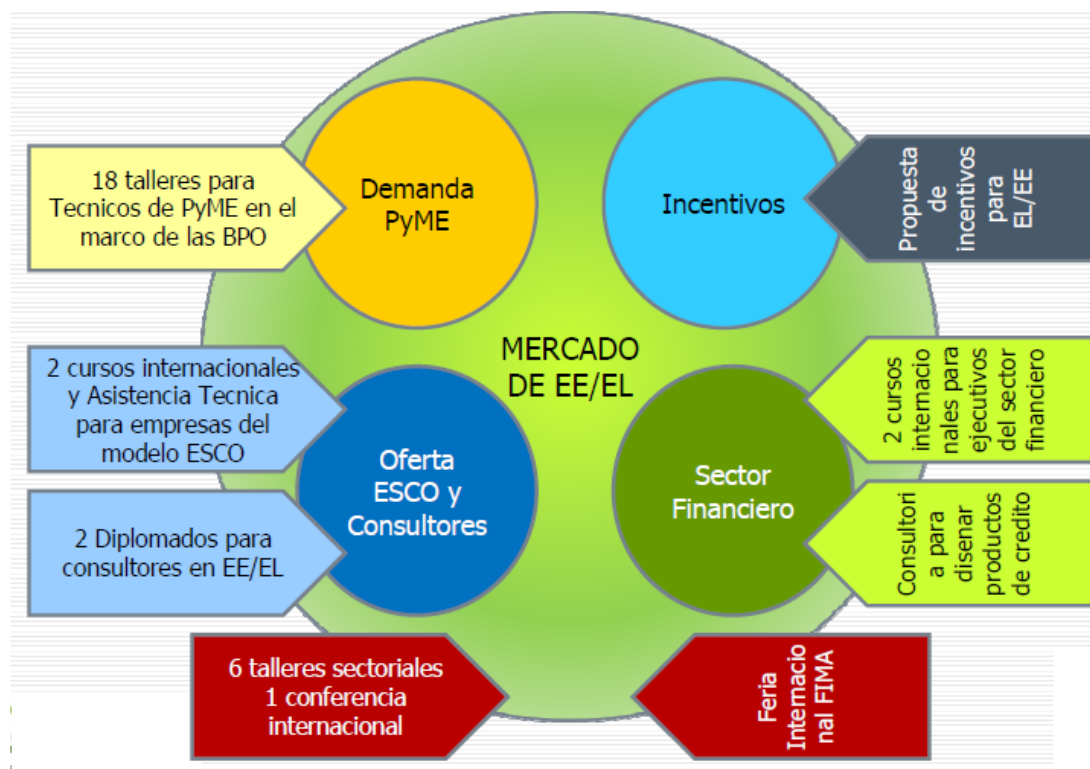 18 talleres para
Tecnicos de PyME en el
marco de las BPO
Demanda
PyME
Incentivos
Propuesta
de
incentivos
para
EL/EE
MERCADO
DE EE/EL
2 cursos internacionales
y Asistencia Tecnica
para empresas del
modelo ESCO
2 Diplomados para
consultores en EE/EL
Oferta
ESCO y
Consultores
Sector
Financiero
2 cursos
internacio
nales para
ejecutivos
del sector
financiero
Consultori
a para
disenar
productos
de credito
6 talleres sectoriales
1 conferencia
internacional
Feria
Internacio
nal FIMA